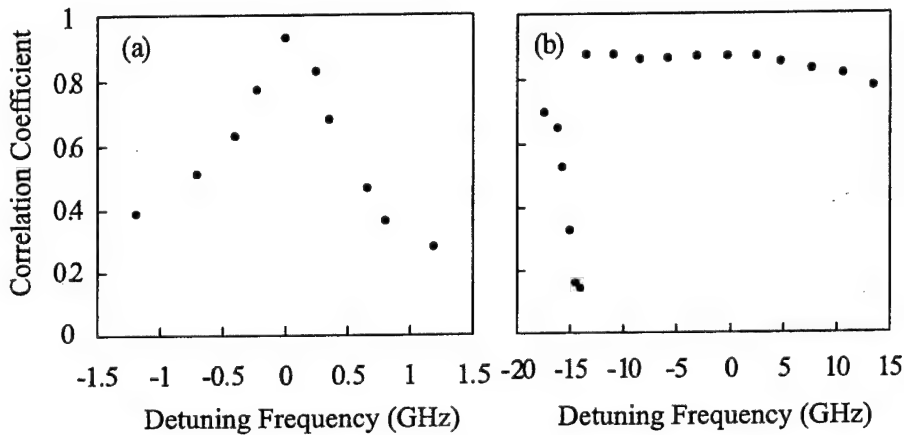 1
(a)
(b)
0.8
0.6
0.4
0.2
0
Correlation Coefficient
-1.5 -1 -0.5 0 0.5 1 1.5
-20 -15 -10 -5 0 5 10 15
Detuning Frequency (GHz)
Detuning Frequency (GHz)